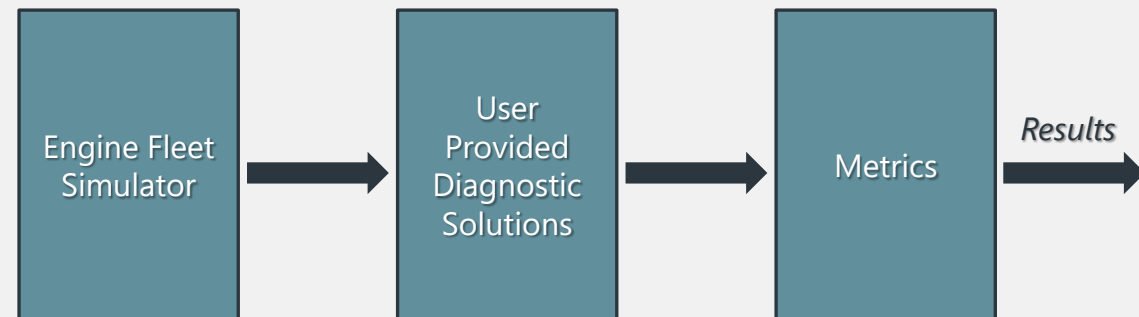 Engine Fleet
Simulator
User
Provided
Diagnostic
Solutions
Metrics
Results